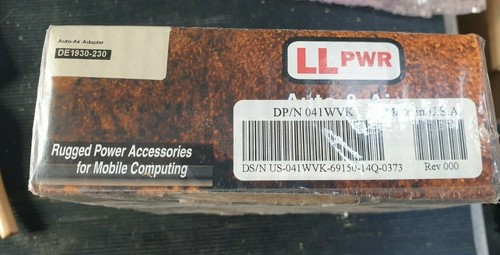 Auto-Air Adapter
DE1930-230
LL PWR
DP/N 041WVK
in U.S.A
DS/N US-041WVK-69150-14Q-0373 Rev 000
Rugged Power Accessories
for Mobile Computing